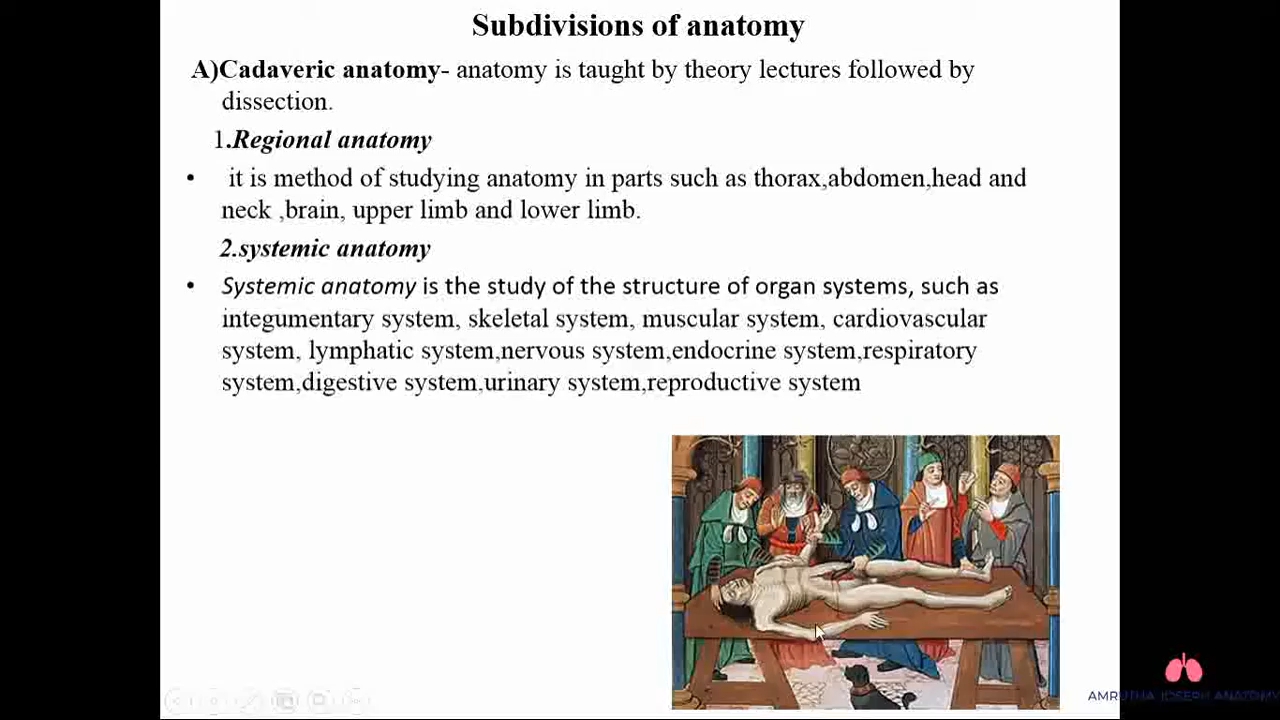 Subdivisions of anatomy
A)Cadaveric anatomy- anatomy is taught by theory lectures followed by
dissection.
1.Regional anatomy
• it is method of studying anatomy in parts such as thorax,abdomen,head and
neck ,brain, upper limb and lower limb.
2.systemic anatomy
• Systemic anatomy is the study of the structure of organ systems, such as
integumentary system, skeletal system, muscular system, cardiovascular
system, lymphatic system,nervous system,endocrine system,respiratory
system,digestive system,urinary system,reproductive system
AMRUTHA JOSEPH ANATOMY